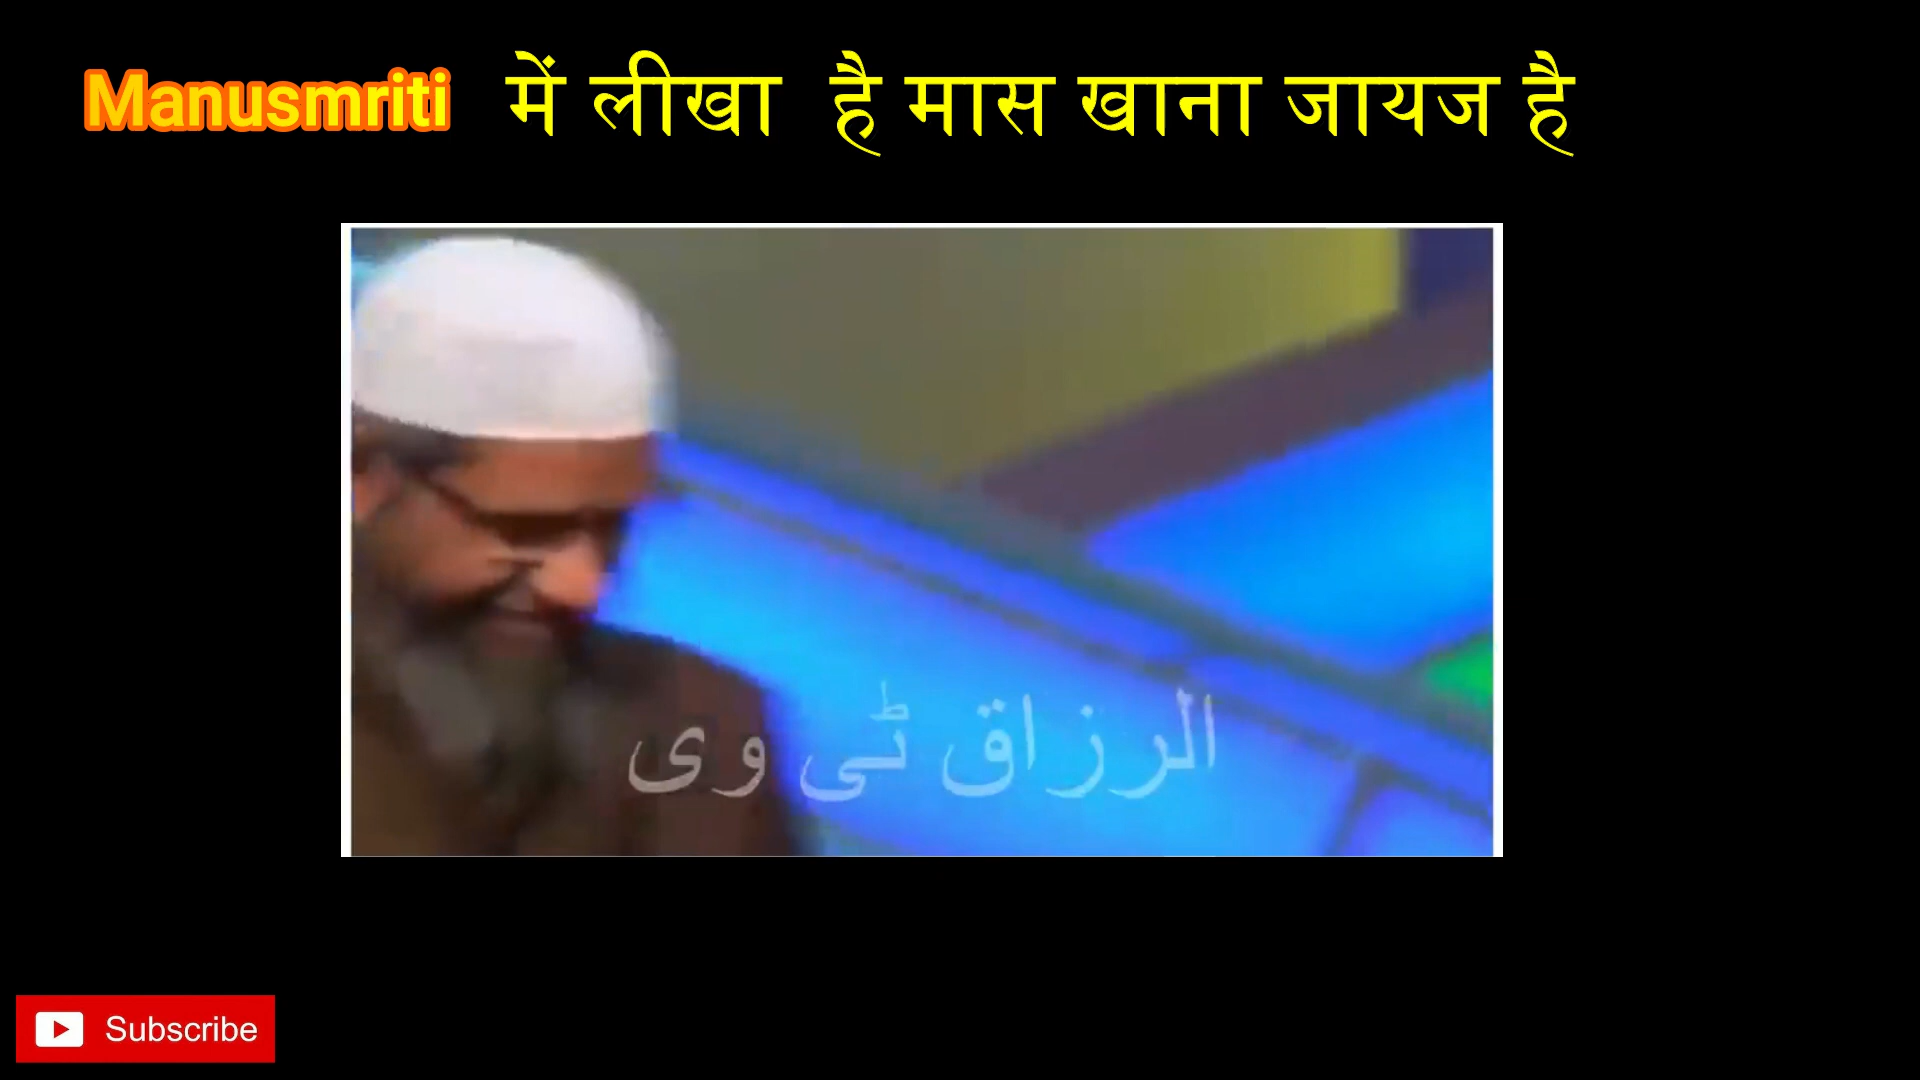 Manusmriti में लीखा है मास खाना जायज है
الرزاق ٹی وی
Subscribe